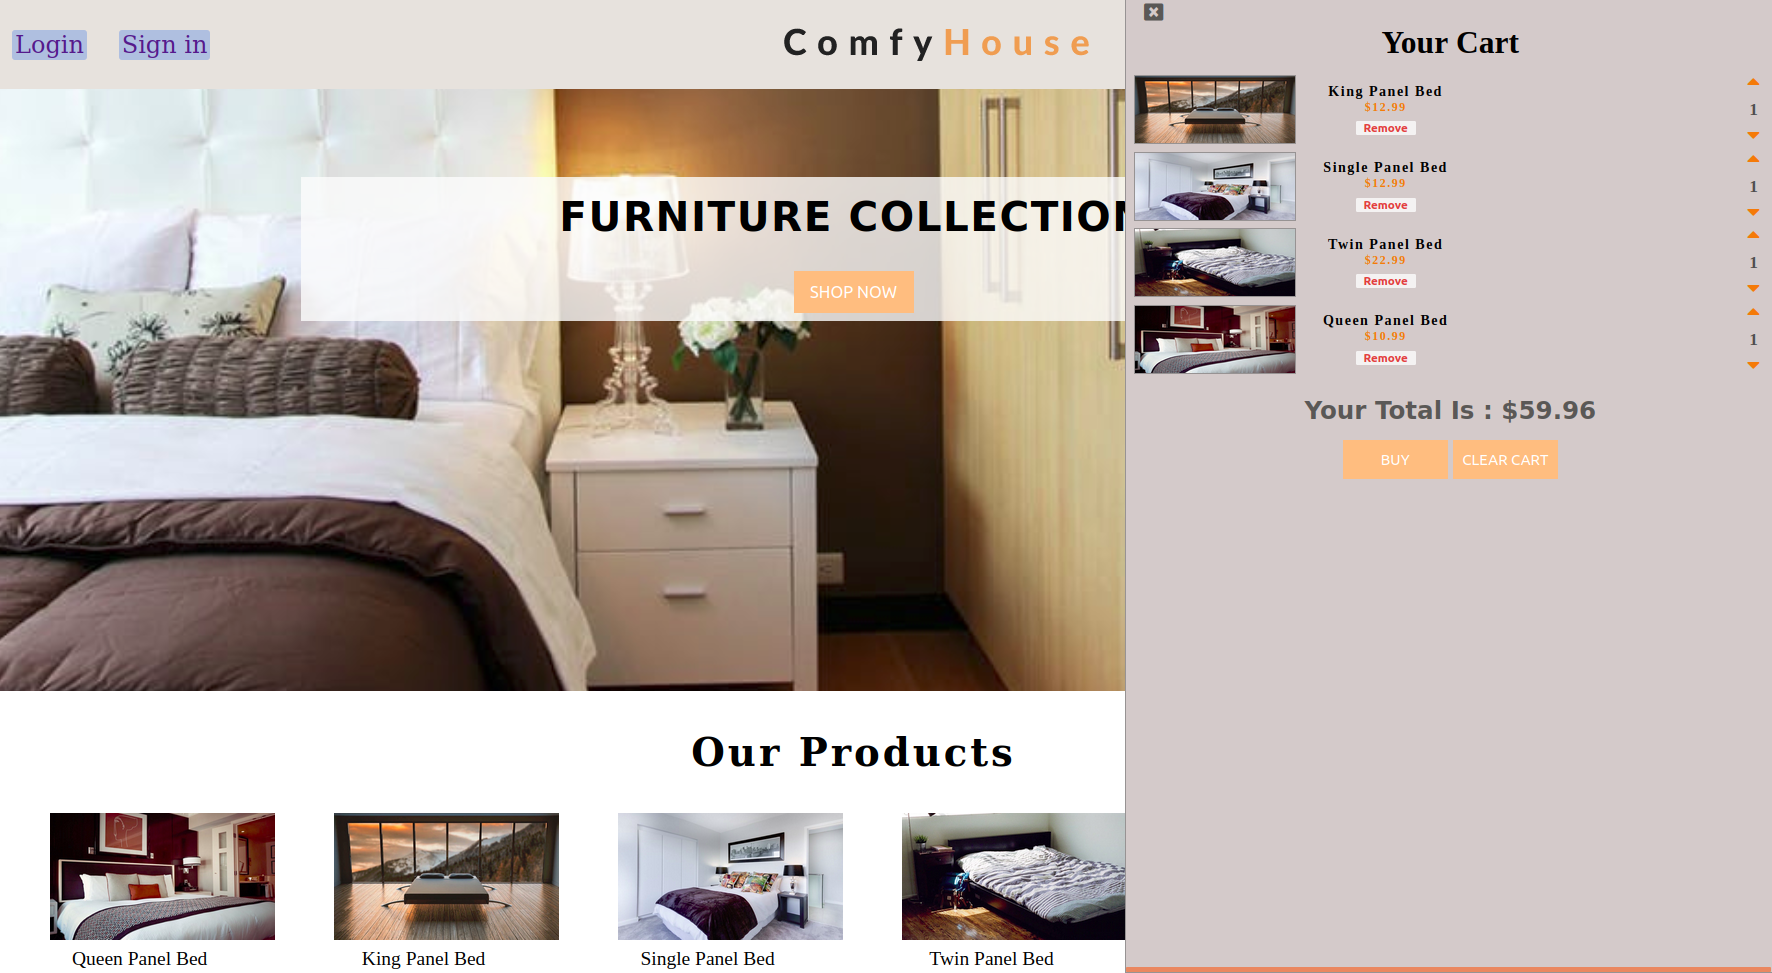 Login Sign in
ComfyHouse
FURNITURE COLLECTION
SHOP NOW
Our Products
Queen Panel Bed
King Panel Bed
Single Panel Bed
Twin Panel Bed
Your Cart
King Panel Bed
$12.99
Remove
1
Single Panel Bed
$12.99
Remove
1
Twin Panel Bed
$22.99
Remove
1
Queen Panel Bed
$10.99
Remove
1
Your Total Is : $59.96
BUY
CLEAR CART